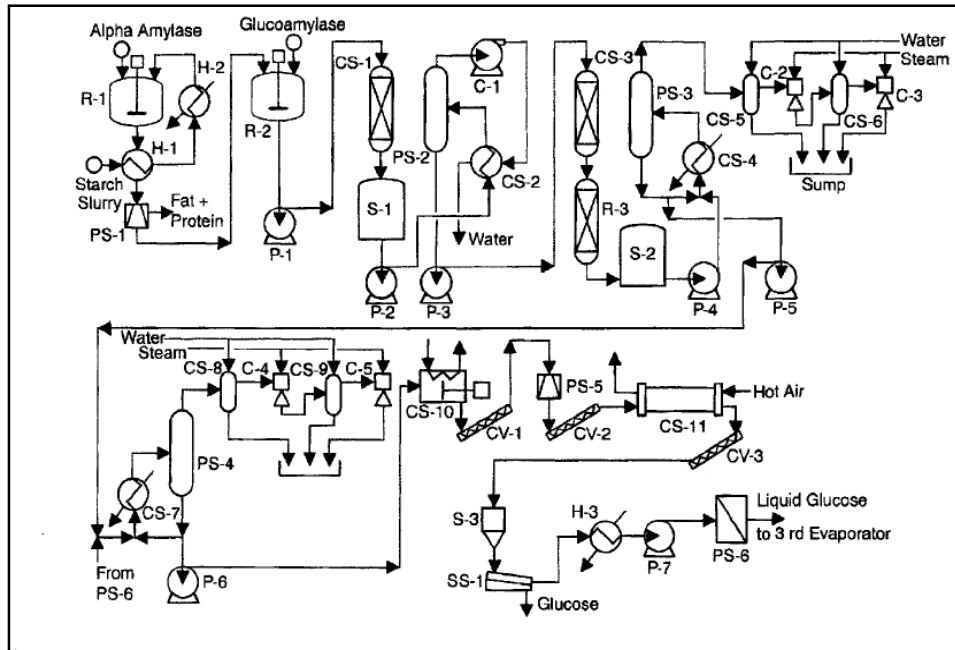 Alpha Amylase
Glucoamylase
H-2
R-1
R-2
H-1
Starch
Slurry
Fat +
Protein
PS-1
P-1
CS-1
PS-2
S-1
P-2
C-1
CS-2
Water
P-3
CS-3
R-3
PS-3
CS-4
S-2
P-4
P-5
CS-5
C-2
CS-6
C-3
Water
Steam
Sump
Water
Steam
CS-8
C-4
CS-9
C-5
PS-4
CS-7
From
PS-6
P-6
CS-10
CV-1
PS-5
CV-2
Hot Air
CS-11
CV-3
S-3
SS-1
Glucose
H-3
P-7
PS-6
Liquid Glucose
to 3 rd Evaporator